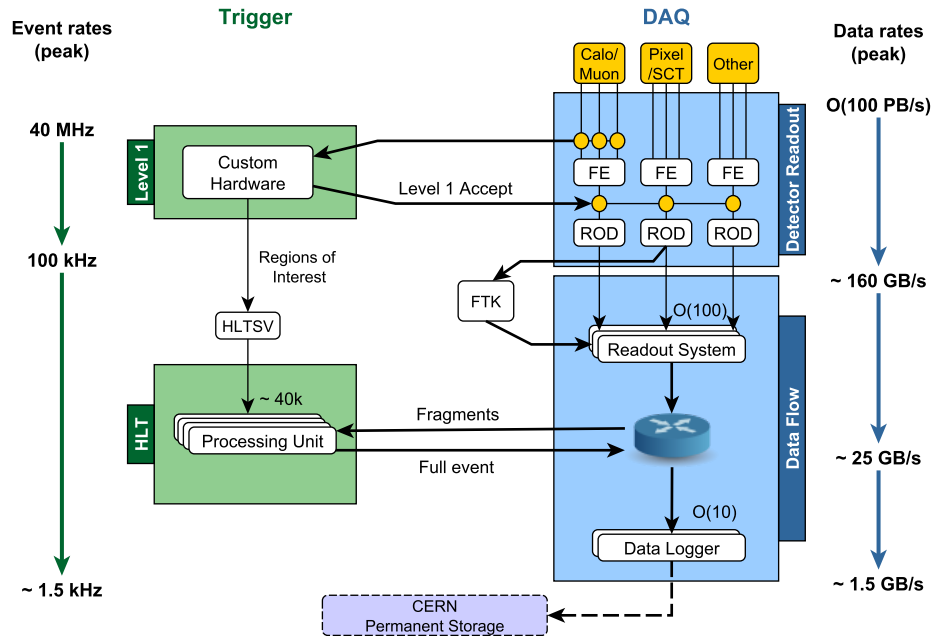 Trigger
DAQ
Event rates
(peak)
Data rates
(peak)
Calo/
Muon
Pixel
/SCT
Other
40 MHz
O(100 PB/s)
Level 1
Custom
Hardware
Level 1 Accept
FE
FE
FE
ROD
ROD
ROD
Detector Readout
100 kHz
Regions of
Interest
~ 160 GB/s
FTK
HLTSV
O(100)
Readout System
~ 40k
HLT
Processing Unit
Fragments
Full event
Data Flow
~ 25 GB/s
O(10)
Data Logger
~ 1.5 kHz
~ 1.5 GB/s
CERN
Permanent Storage